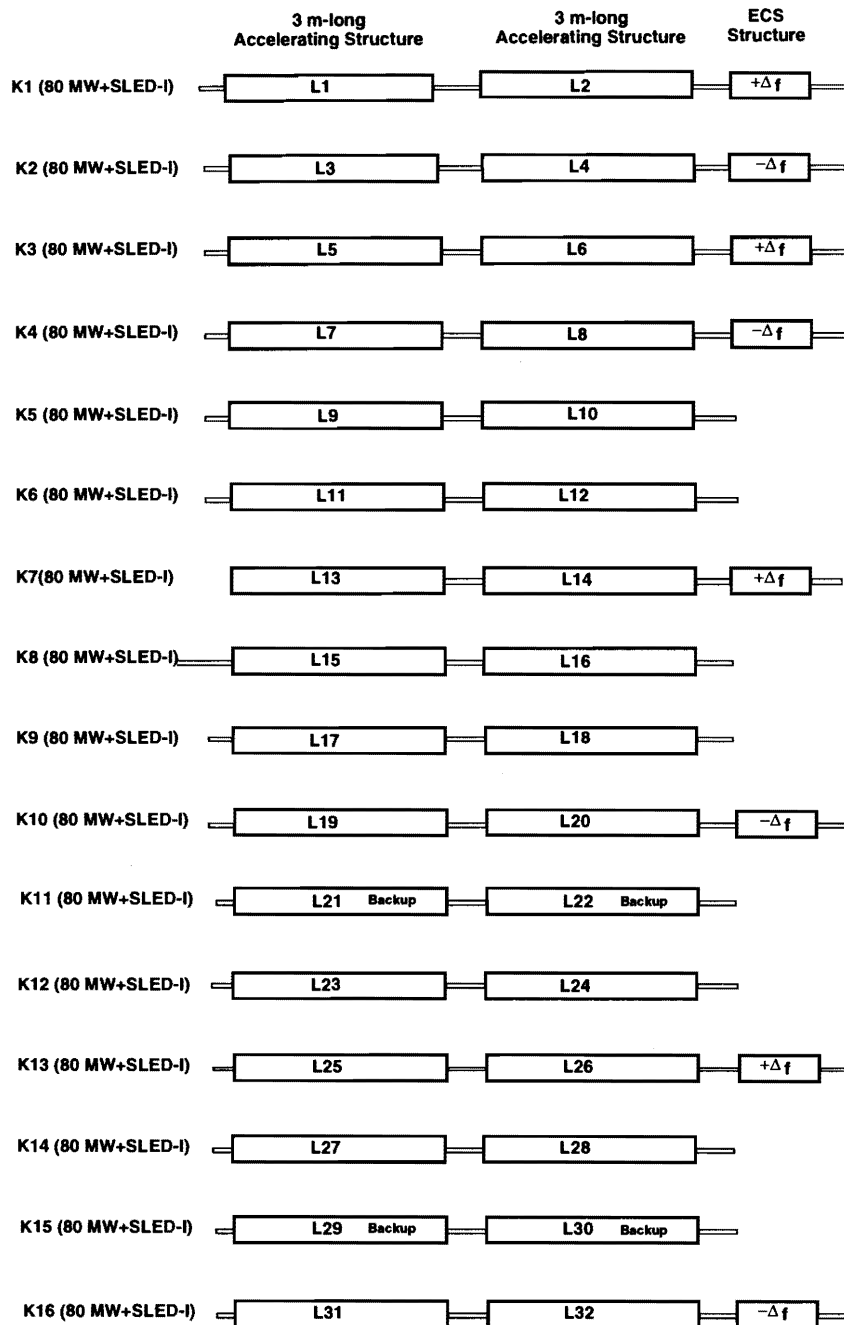 3 m-long
Accelerating Structure
3 m-long
Accelerating Structure
ECS
Structure
K1 (80 MW+SLED-I) L1 L2 +Δf
K2 (80 MW+SLED-I) L3 L4 −Δf
K3 (80 MW+SLED-I) L5 L6 +Δf
K4 (80 MW+SLED-I) L7 L8 −Δf
K5 (80 MW+SLED-I) L9 L10
K6 (80 MW+SLED-I) L11 L12
K7(80 MW+SLED-I) L13 L14 +Δf
K8 (80 MW+SLED-I) L15 L16
K9 (80 MW+SLED-I) L17 L18
K10 (80 MW+SLED-I) L19 L20 −Δf
K11 (80 MW+SLED-I) L21 Backup L22 Backup
K12 (80 MW+SLED-I) L23 L24
K13 (80 MW+SLED-I) L25 L26 +Δf
K14 (80 MW+SLED-I) L27 L28
K15 (80 MW+SLED-I) L29 Backup L30 Backup
K16 (80 MW+SLED-I) L31 L32 −Δf